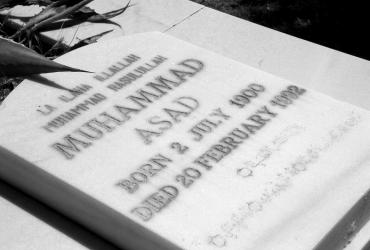 LA ILAHA ILLALLAH
MUHAMMAD RASULULLAH
MUHAMMAD
ASAD
BORN 2 JULY 1900
DIED 20 FEBRUARY 1992